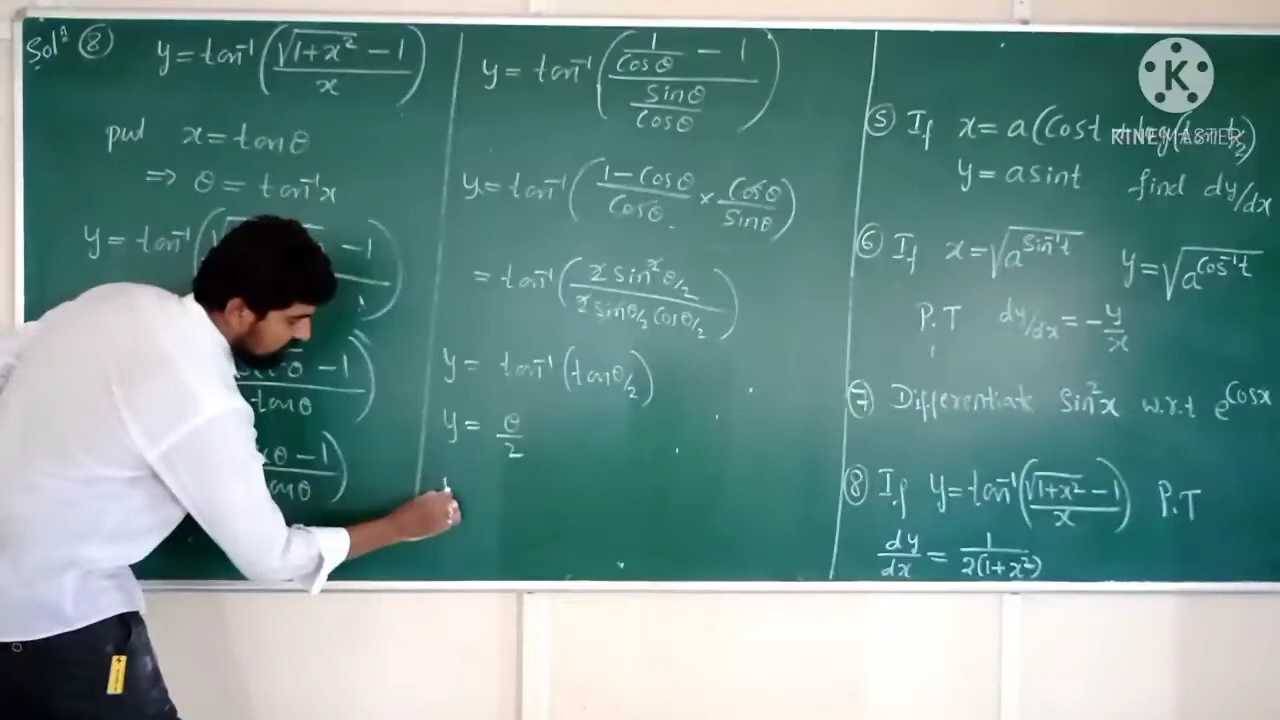 Solⁿ ⑧ y = tan⁻¹(√(1+x²) - 1 / x)
put x = tanθ
⇒ θ = tan⁻¹x
y = tan⁻¹(√ - 1
- 1 / tanθ)
θ - 1 / tanθ)
y = tan⁻¹((1/Cosθ - 1) / (Sinθ/Cosθ))
y = tan⁻¹((1-Cosθ)/Cosθ × Cosθ/Sinθ)
= tan⁻¹(2 Sin²θ/2 / 2 Sinθ/2 Cosθ/2)
y = tan⁻¹(tanθ/2)
y = θ/2
⑤ If x = a(Cost +
y = a sint find dy/dx
⑥ If x = √(a^(Sin⁻¹t)) y = √(a^(Cos⁻¹t))
P.T dy/dx = -y/x
⑦ Differentiate Sin²x w.r.t e^(Cosx)
⑧ If y = tan⁻¹(√(1+x²) - 1 / x) P.T
dy/dx = 1/2(1+x²)
K
KINEMASTER